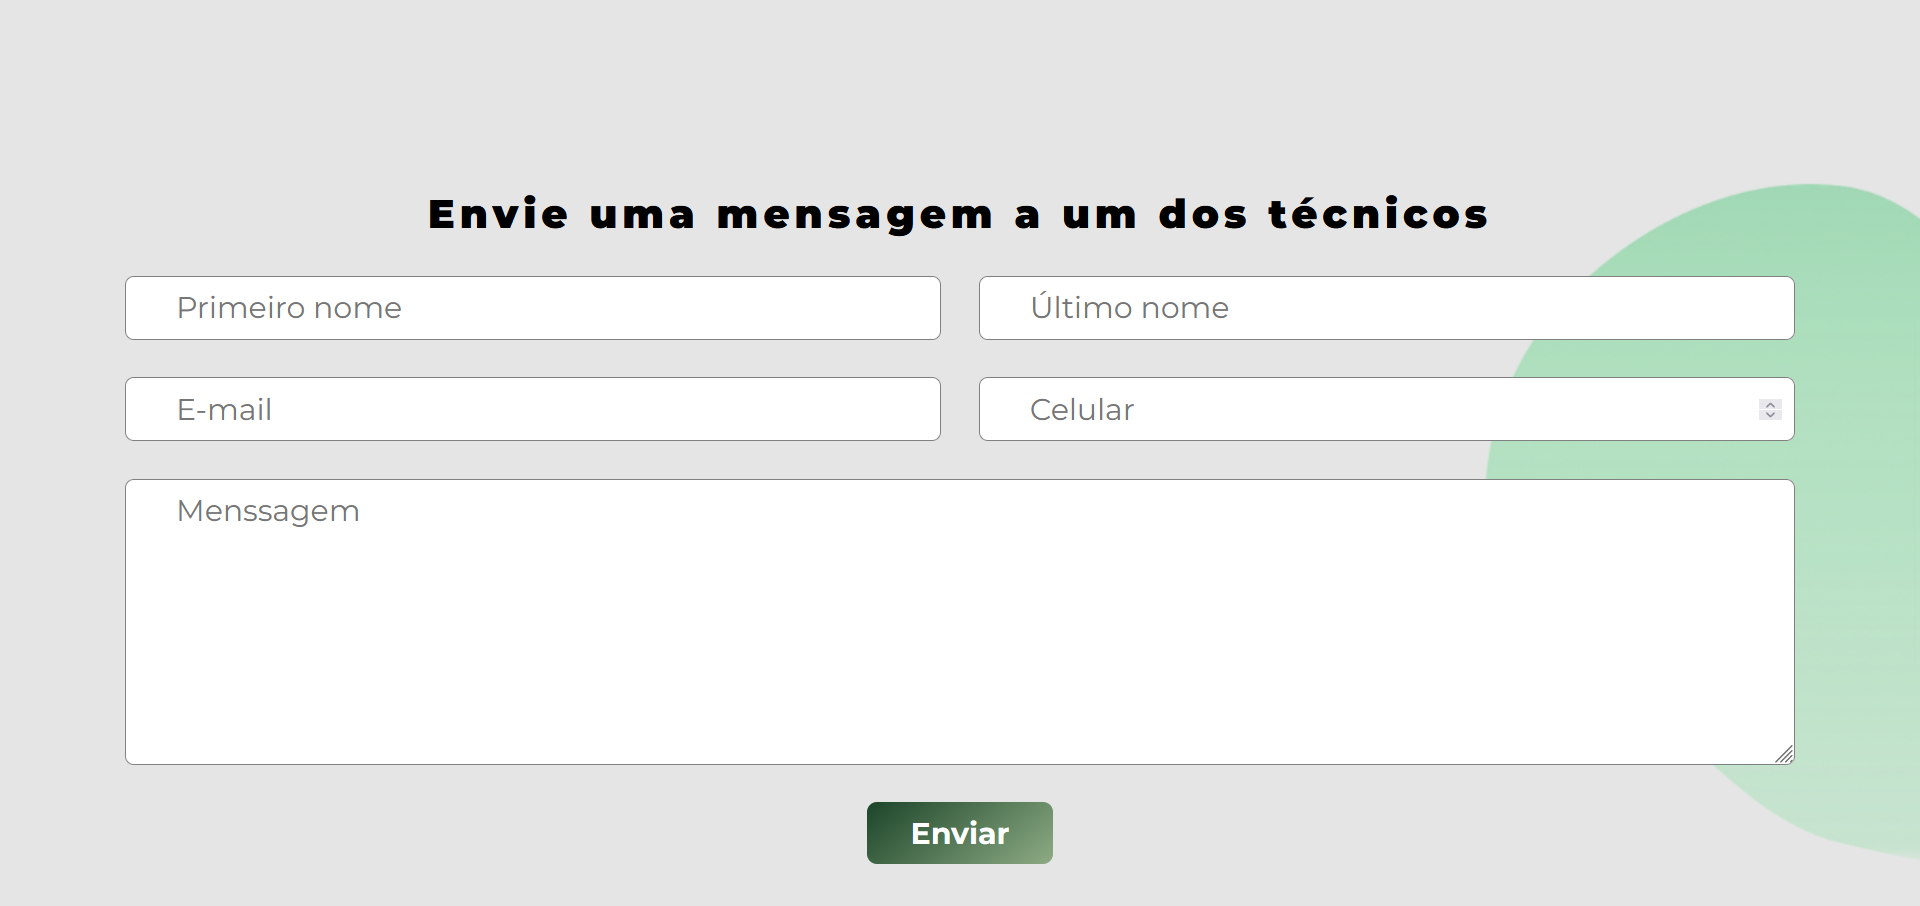 Envie uma mensagem a um dos técnicos
Primeiro nome
Último nome
E-mail
Celular
Menssagem
Enviar